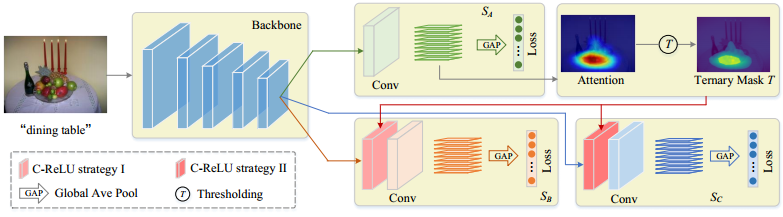 Backbone
"dining table"
S_A
Conv
GAP
Loss
Attention
T
Ternary Mask T
Conv
GAP
Loss
S_B
Conv
GAP
Loss
S_C
C-ReLU strategy I
C-ReLU strategy II
GAP
Global Ave Pool
T
Thresholding